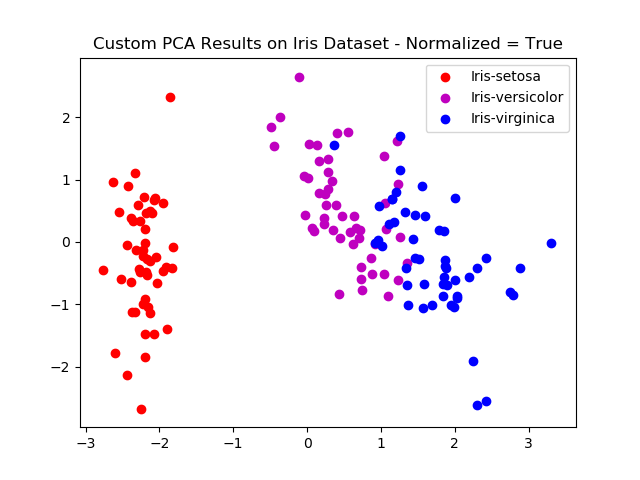 Custom PCA Results on Iris Dataset - Normalized = True
Iris-setosa
Iris-versicolor
Iris-virginica
2
1
0
−1
−2
−3 −2 −1 0 1 2 3